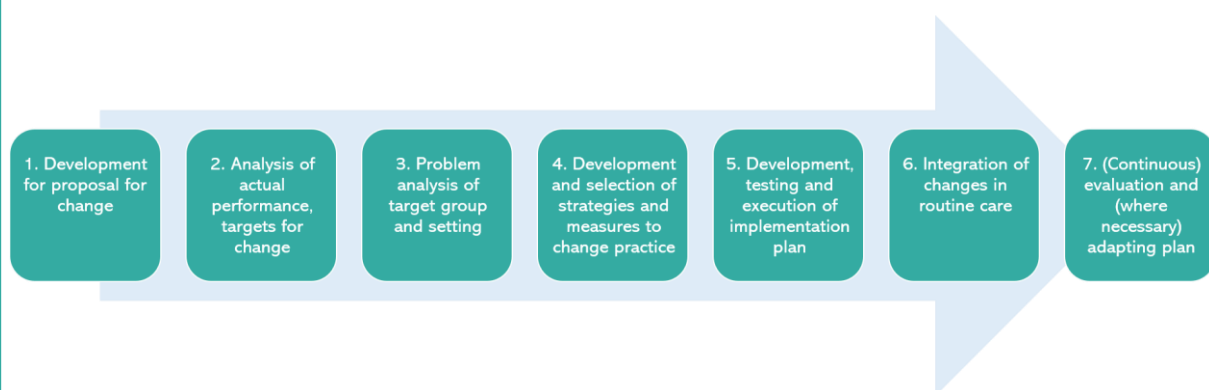 1. Development
for proposal for
change
2. Analysis of
actual
performance,
targets for
change
3. Problem
analysis of
target group
and setting
4. Development
and selection of
strategies and
measures to
change practice
5. Development,
testing and
execution of
implementation
plan
6. Integration of
changes in
routine care
7. (Continuous)
evaluation and
(where
necessary)
adapting plan